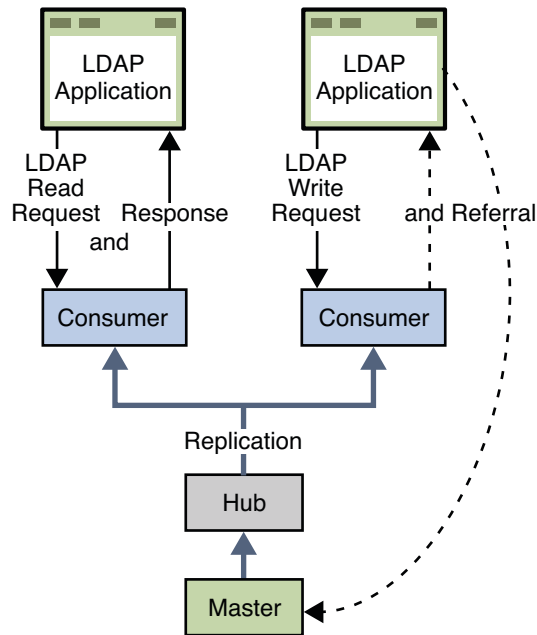 LDAP
Application
LDAP
Application
LDAP
Read
Request
and
Response
LDAP
Write
Request
and Referral
Consumer
Consumer
Replication
Hub
Master